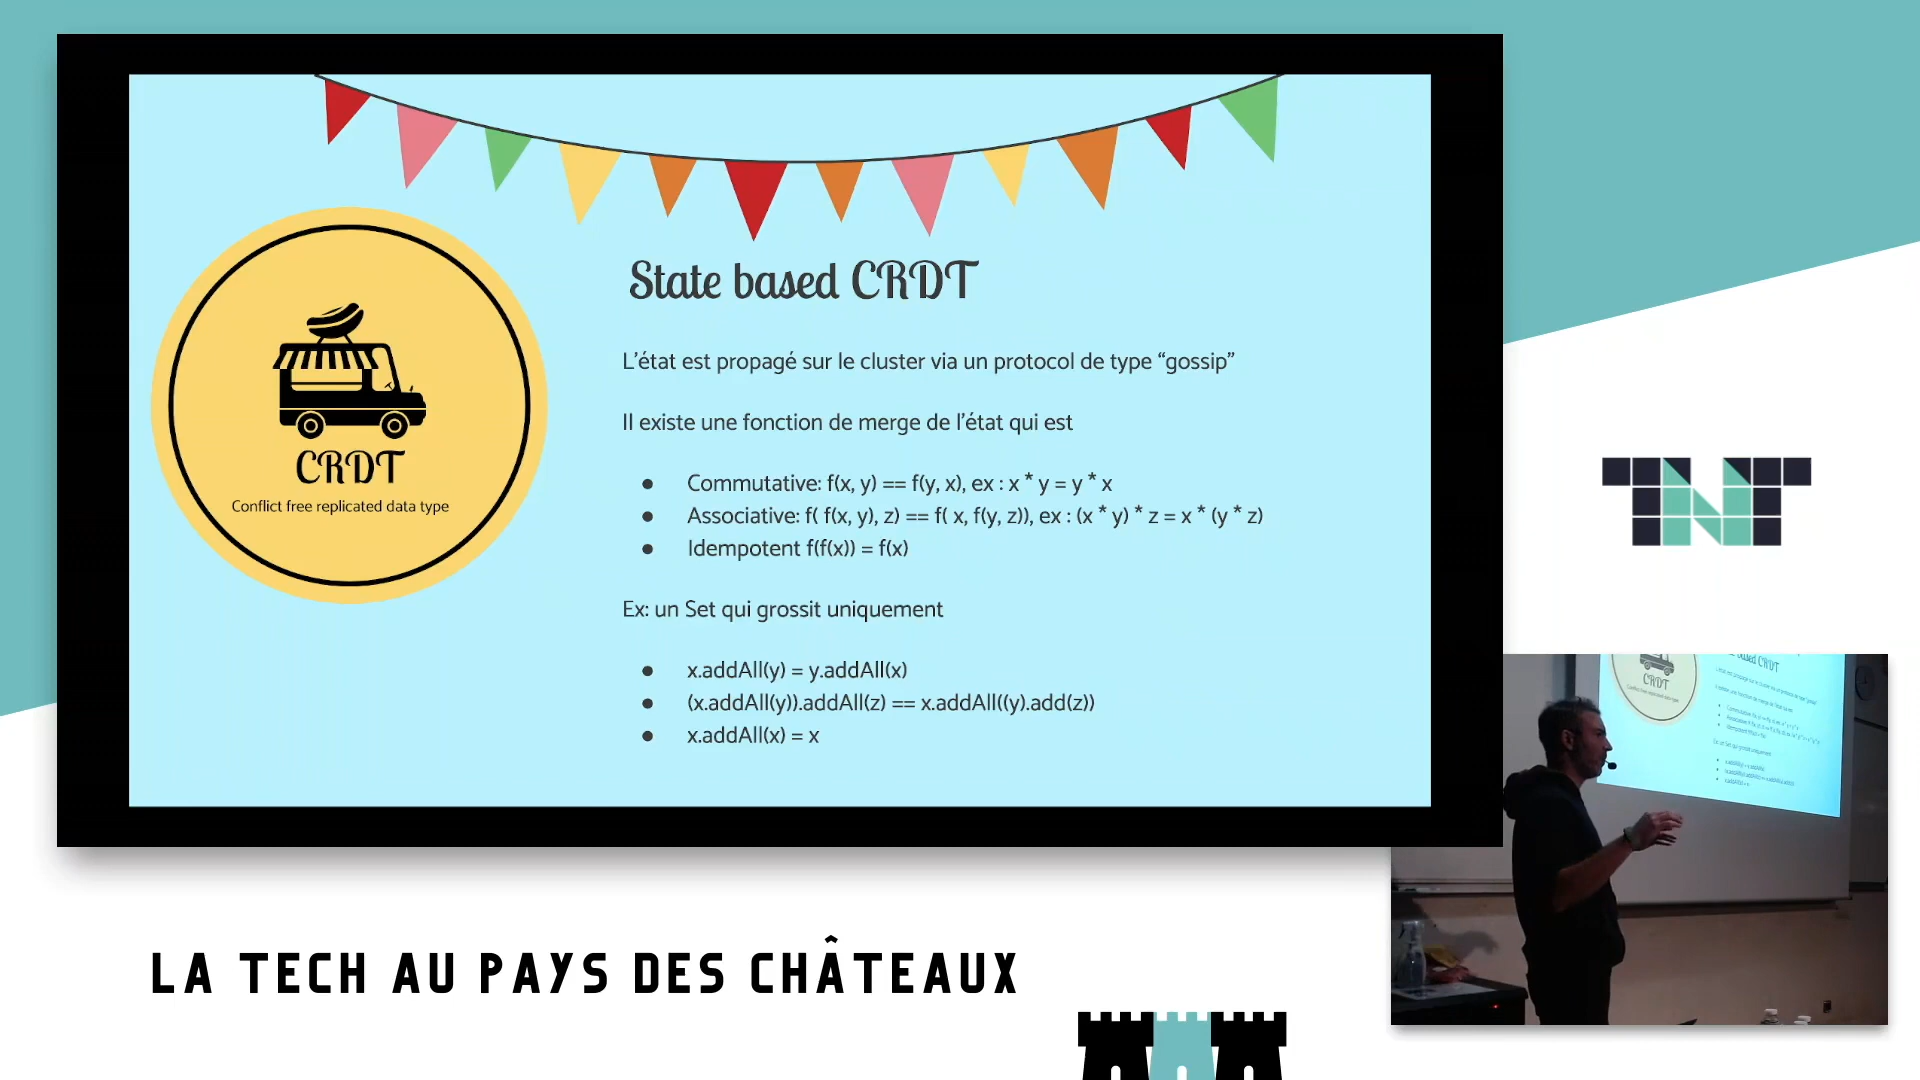 State based CRDT
L'état est propagé sur le cluster via un protocol de type “gossip”
Il existe une fonction de merge de l'état qui est
● Commutative: f(x, y) == f(y, x), ex : x * y = y * x
● Associative: f( f(x, y), z) == f( x, f(y, z)), ex : (x * y) * z = x * (y * z)
● Idempotent f(f(x)) = f(x)
Ex: un Set qui grossit uniquement
● x.addAll(y) = y.addAll(x)
● (x.addAll(y)).addAll(z) == x.addAll((y).add(z))
● x.addAll(x) = x
CRDT
Conflict free replicated data type
TNT
CRDT
LA TECH AU PAYS DES CHÂTEAUX